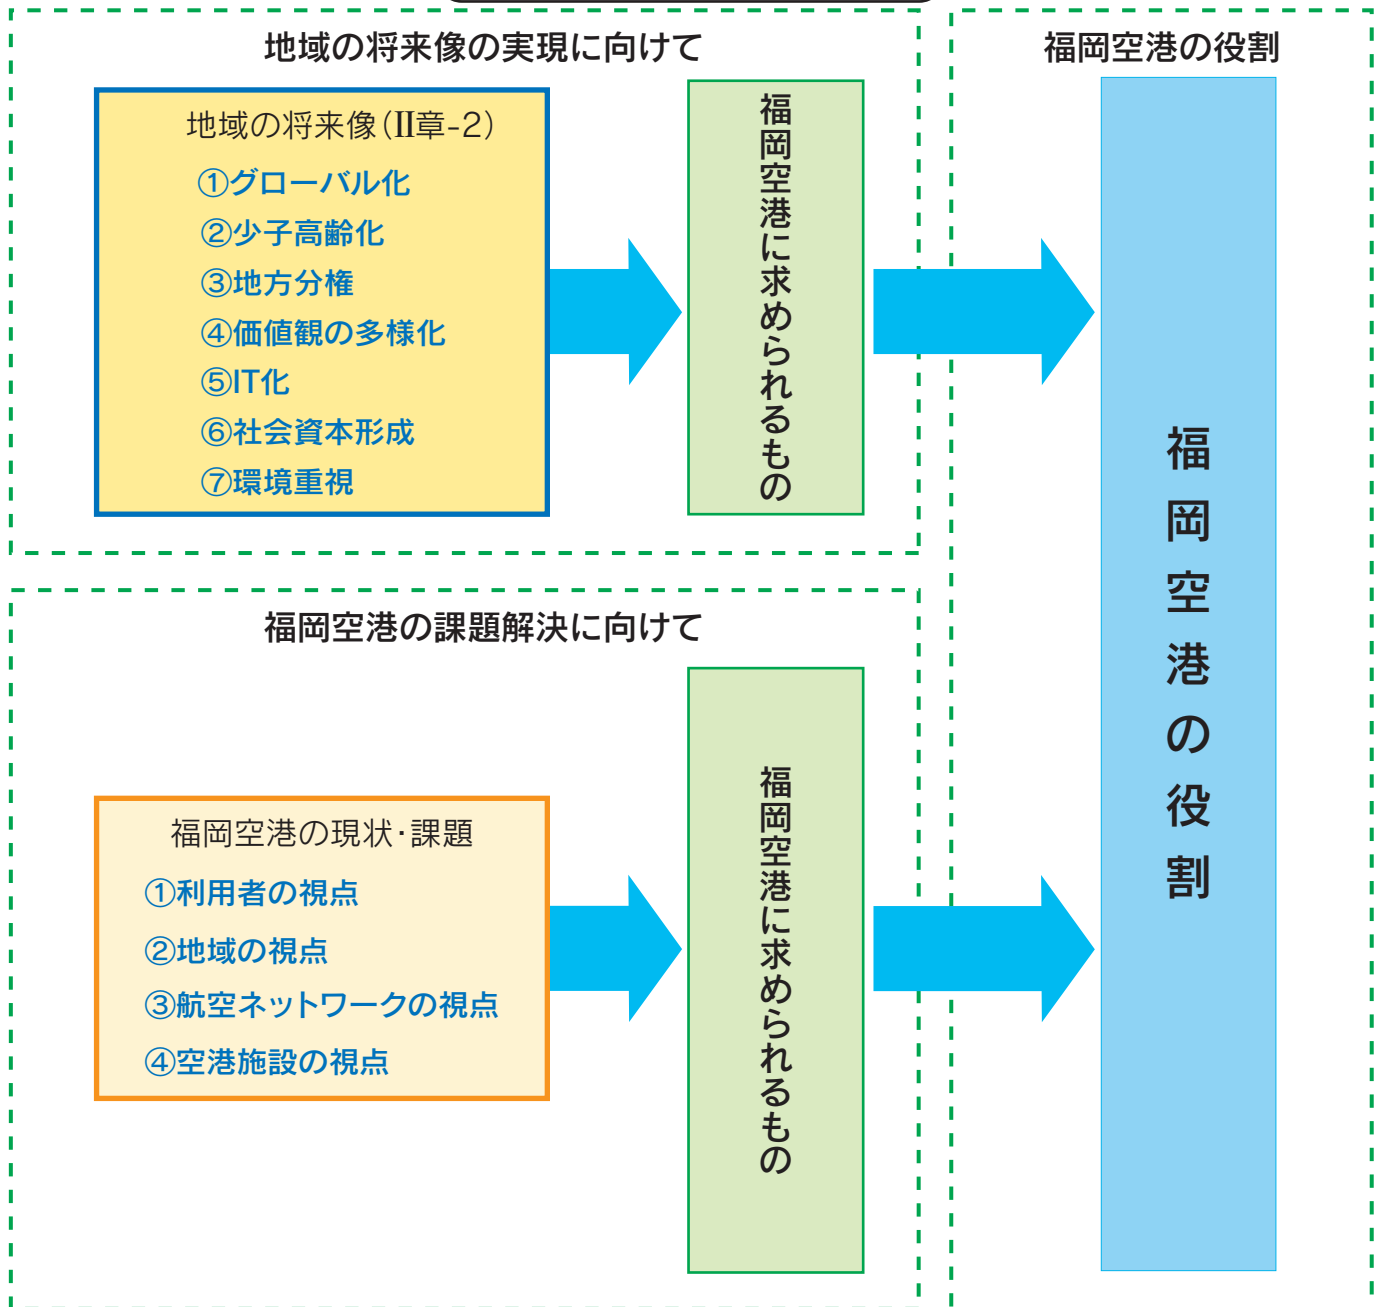 地域の将来像の実現に向けて
地域の将来像(Ⅱ章-2)
①グローバル化
②少子高齢化
③地方分権
④価値観の多様化
⑤IT化
⑥社会資本形成
⑦環境重視
福岡空港に求められるもの
福岡空港の課題解決に向けて
福岡空港の現状・課題
①利用者の視点
②地域の視点
③航空ネットワークの視点
④空港施設の視点
福岡空港に求められるもの
福岡空港の役割
福岡空港の役割